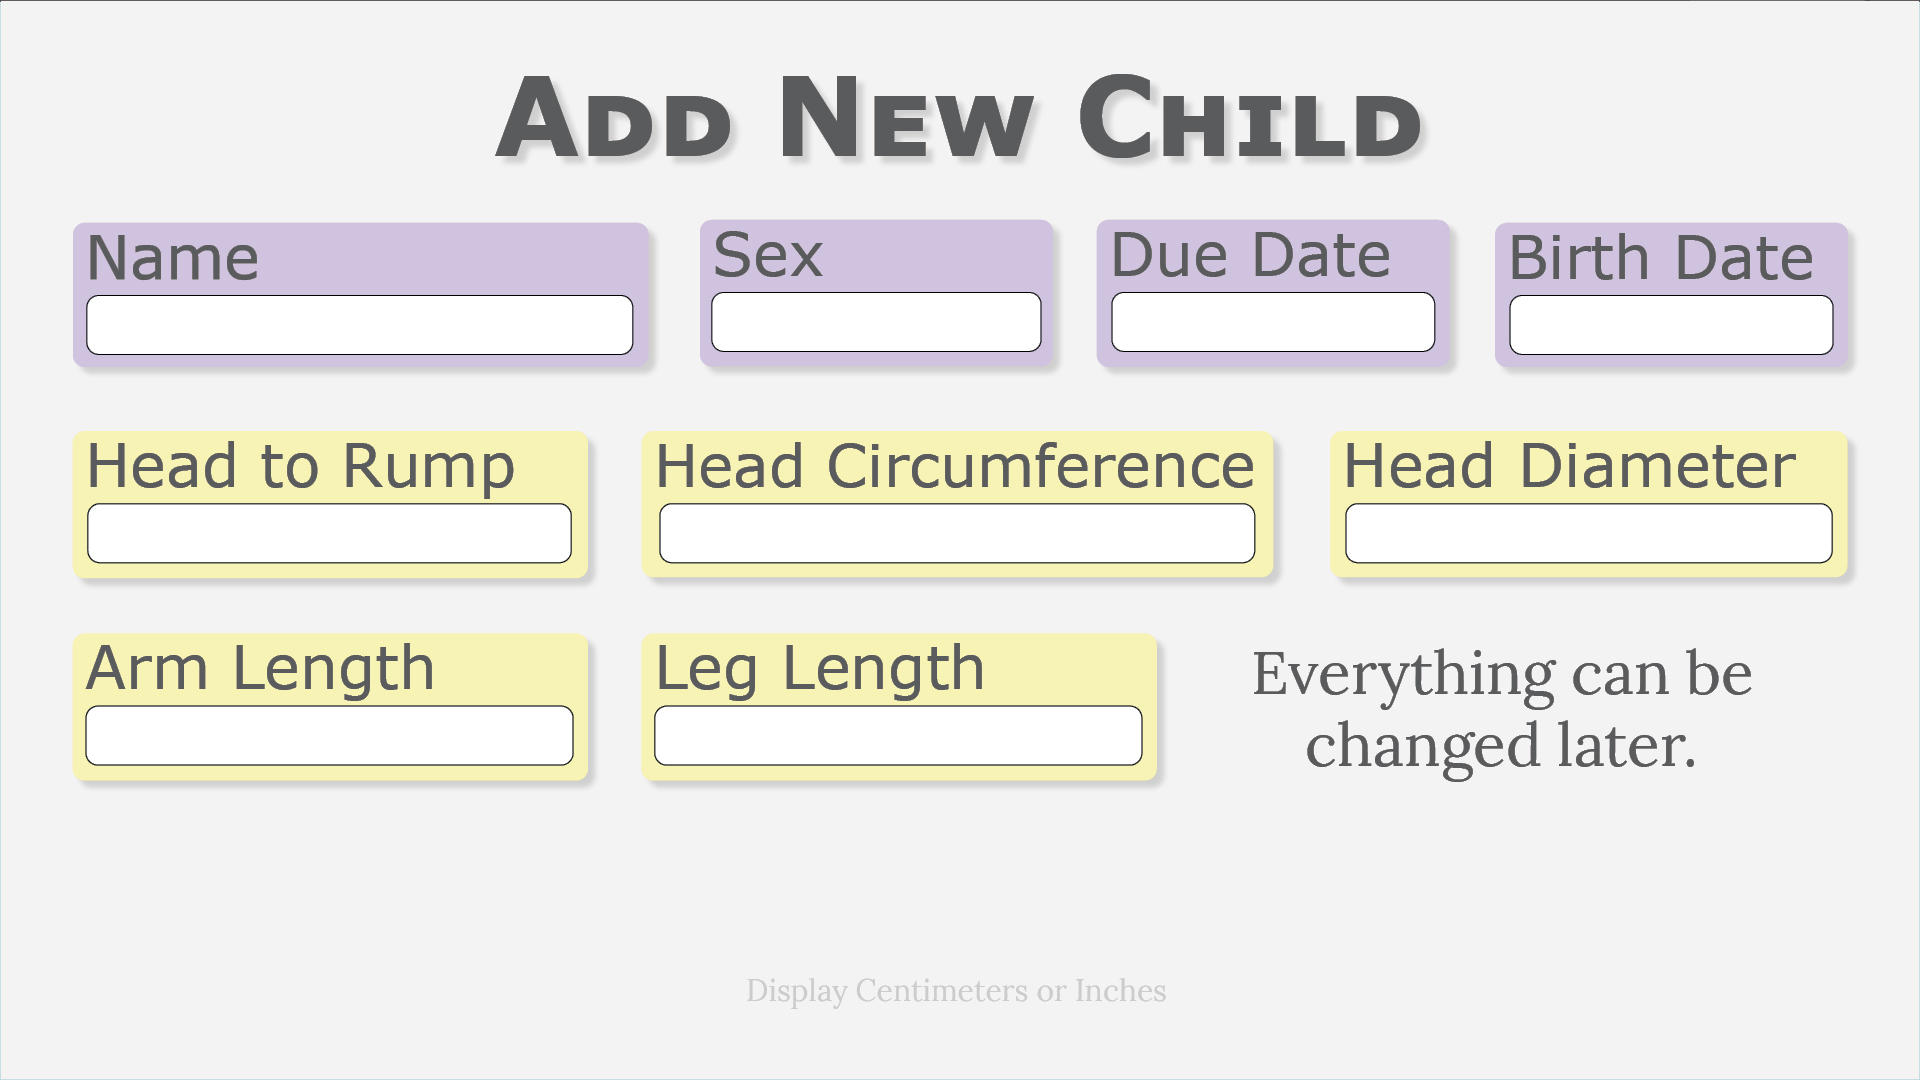 Add New Child
Name
Sex
Due Date
Birth Date
Head to Rump
Head Circumference
Head Diameter
Arm Length
Leg Length
Everything can be
changed later.
Display Centimeters or Inches